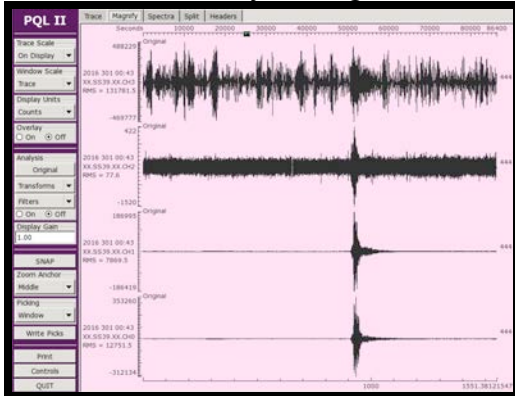 PQL II
Trace Magnify Spectra Split Headers
Seconds 10000 20000 30000 40000 50000 60000 70000 80000 86400
Trace Scale
On Display
Window Scale
Trace
Display Units
Counts
Overlay
On Off
Analysis
Original
Transforms
Filters
On Off
Display Gain
1.00
SNAP
Zoom Anchor
Middle
Picking
Window
Write Picks
Print
Controls
QUIT
488229 Original
2016 301 00:43
XX.SS39.XX.CH3
RMS = 131781.5
-469777
422 Original
2016 301 00:43
XX.SS39.XX.CH2
RMS = 77.6
-1520
186995 Original
2016 301 00:43
XX.SS39.XX.CH1
RMS = 7869.5
-186419
353260 Original
2016 301 00:43
XX.SS39.XX.CH0
RMS = 12751.5
-312134
1000 1551.38121547